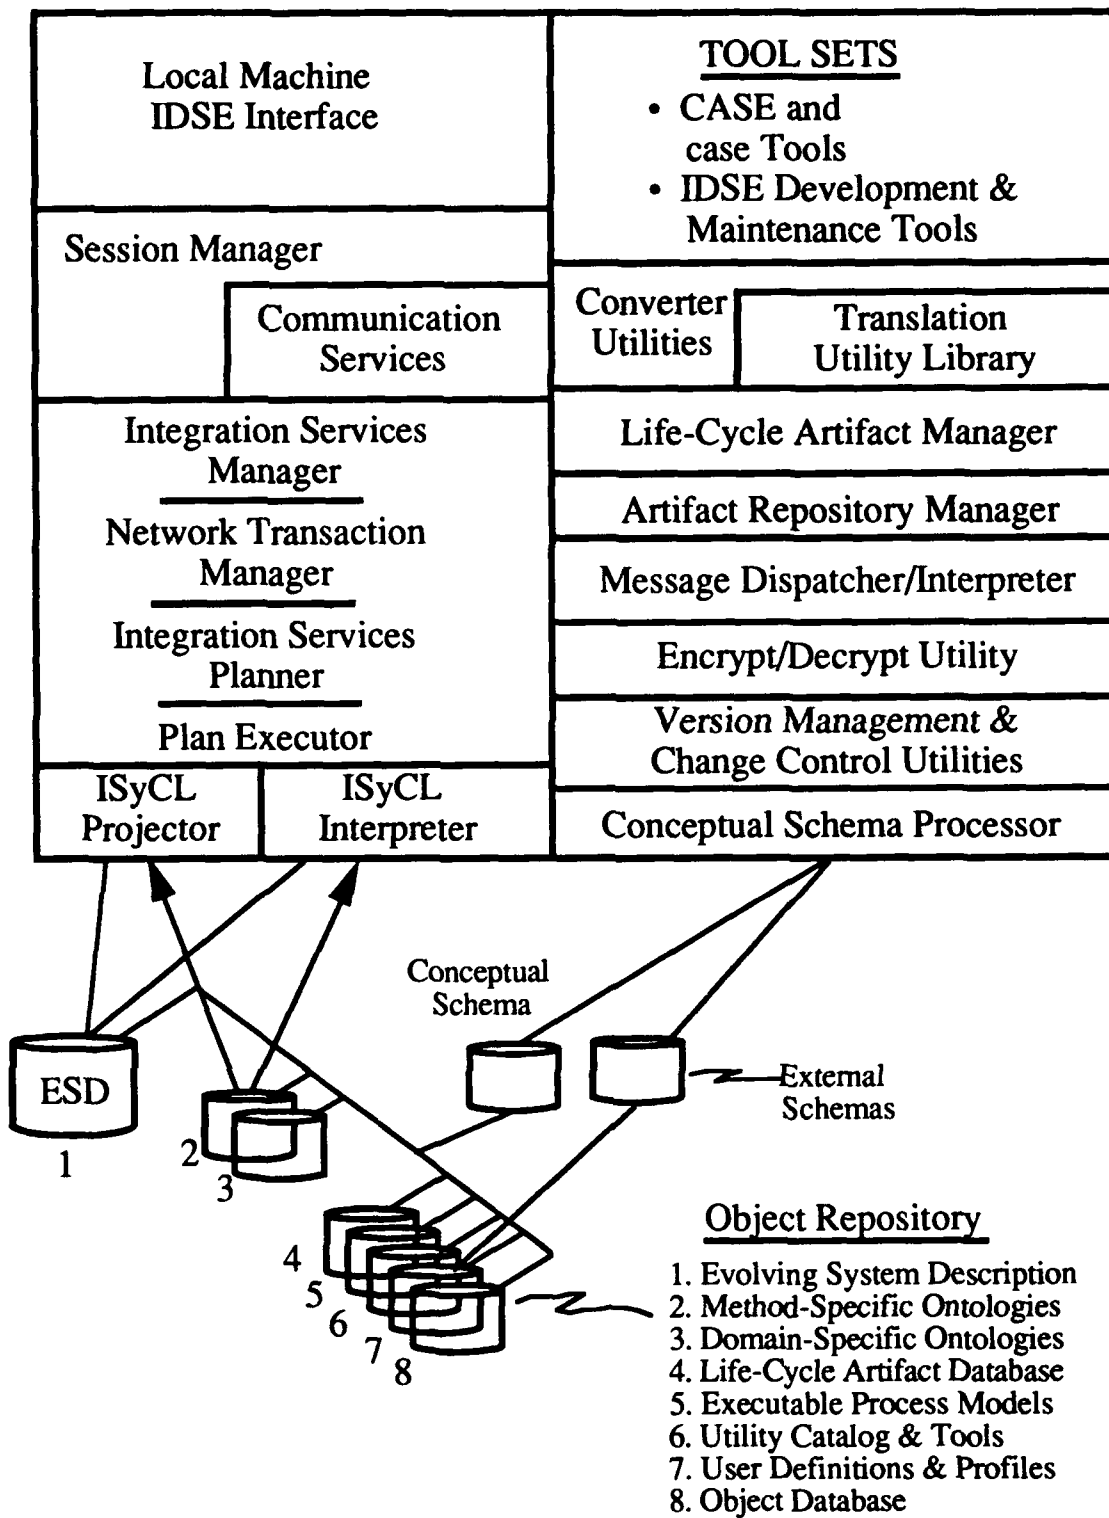 Local Machine
IDSE Interface
TOOL SETS
• CASE and
case Tools
• IDSE Development &
Maintenance Tools
Session Manager
Communication
Services
Converter
Utilities
Translation
Utility Library
Integration Services
Manager
Network Transaction
Manager
Integration Services
Planner
Plan Executor
Life-Cycle Artifact Manager
Artifact Repository Manager
Message Dispatcher/Interpreter
Encrypt/Decrypt Utility
Version Management &
Change Control Utilities
ISyCL
Projector
ISyCL
Interpreter
Conceptual Schema Processor
Conceptual
Schema
ESD
External
Schemas
1
2
3
4
5
6
7
8
Object Repository
1. Evolving System Description
2. Method-Specific Ontologies
3. Domain-Specific Ontologies
4. Life-Cycle Artifact Database
5. Executable Process Models
6. Utility Catalog & Tools
7. User Definitions & Profiles
8. Object Database